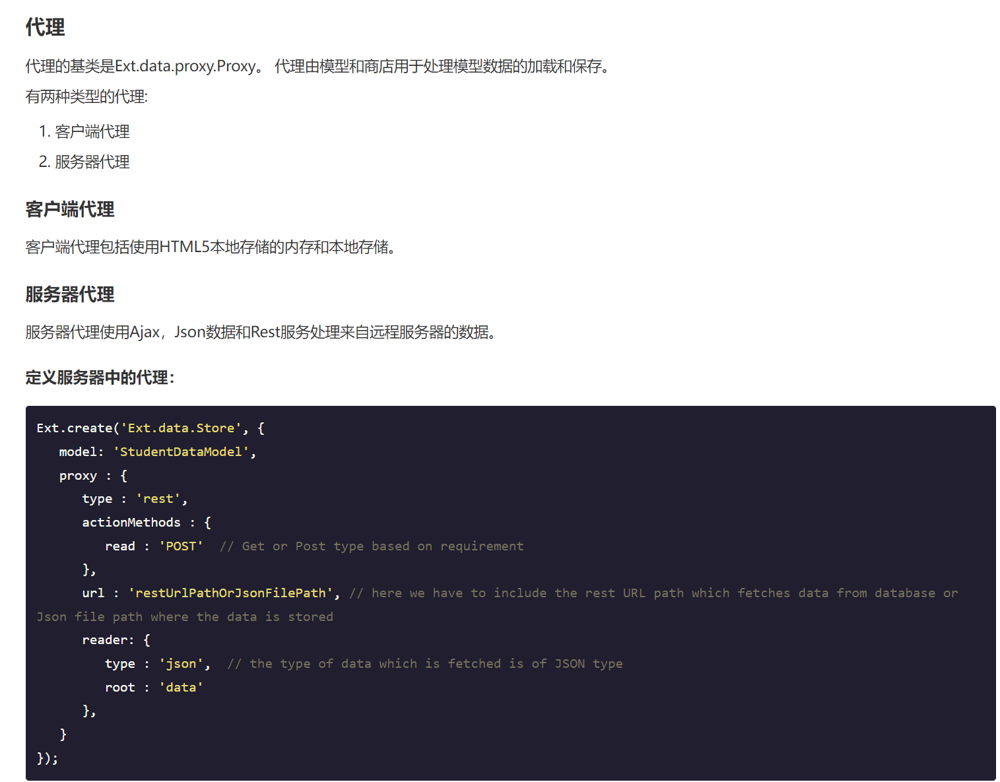 代理
代理的基类是Ext.data.proxy.Proxy。 代理由模型和商店用于处理模型数据的加载和保存。
有两种类型的代理:
1. 客户端代理
2. 服务器代理
客户端代理
客户端代理包括使用HTML5本地存储的内存和本地存储。
服务器代理
服务器代理使用Ajax，Json数据和Rest服务处理来自远程服务器的数据。
定义服务器中的代理：
Ext.create('Ext.data.Store', {
   model: 'StudentDataModel',
   proxy : {
      type : 'rest',
      actionMethods : {
         read : 'POST'  // Get or Post type based on requirement
      },
      url : 'restUrlPathOrJsonFilePath', // here we have to include the rest URL path which fetches data from database or
Json file path where the data is stored
      reader: {
         type : 'json',  // the type of data which is fetched is of JSON type
         root : 'data'
      },
   }
});